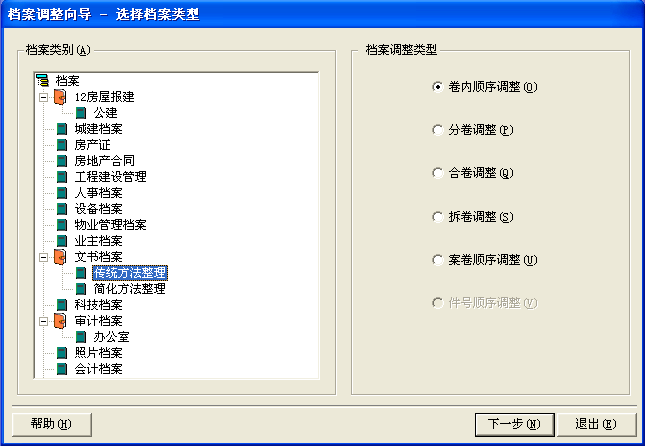 档案调整向导 - 选择档案类型
档案类别(A)
档案
12房屋报建
公建
城建档案
房产证
房地产合同
工程建设管理
人事档案
设备档案
物业管理档案
业主档案
文书档案
传统方法整理
简化方法整理
科技档案
审计档案
办公室
照片档案
会计档案
档案调整类型
卷内顺序调整(O)
分卷调整(P)
合卷调整(Q)
拆卷调整(S)
案卷顺序调整(U)
件号顺序调整(V)
帮助(H)
下一步(N)
退出(E)